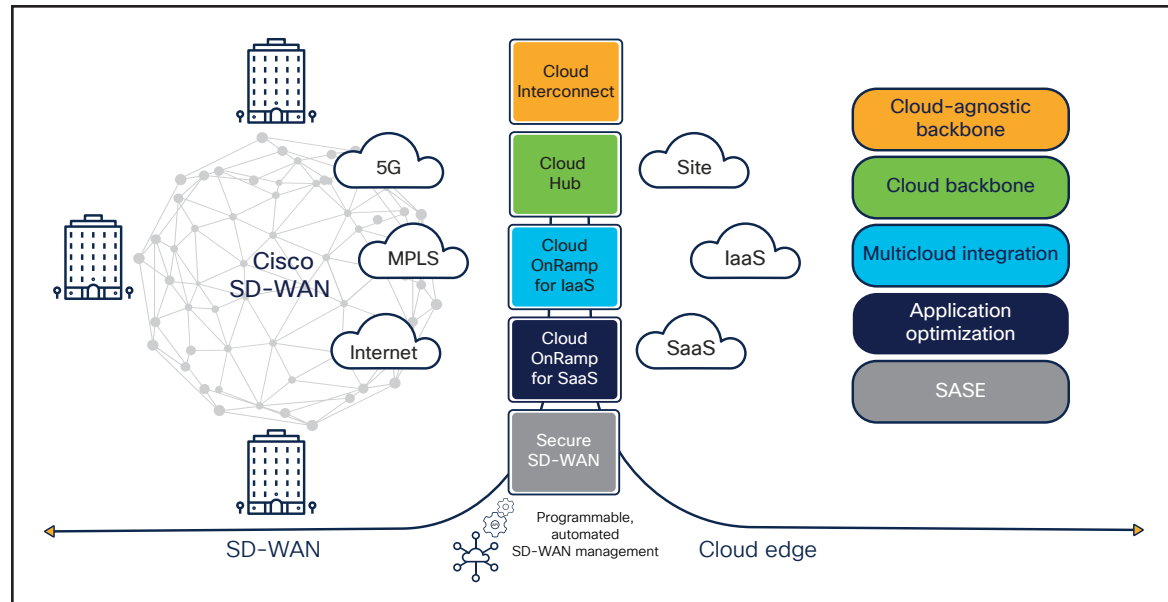 Cloud
Interconnect
Cloud-agnostic
backbone
5G
Cloud
Hub
Site
Cloud backbone
Cisco
SD-WAN
MPLS
Cloud
OnRamp
for IaaS
IaaS
Multicloud integration
Internet
Cloud
OnRamp
for SaaS
SaaS
Application
optimization
Secure
SD-WAN
SASE
Programmable,
automated
SD-WAN management
SD-WAN
Cloud edge